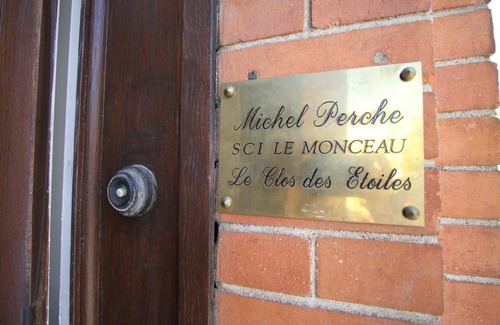 Michel Perche
SCI LE MONCEAU
Le Clos des Etoiles